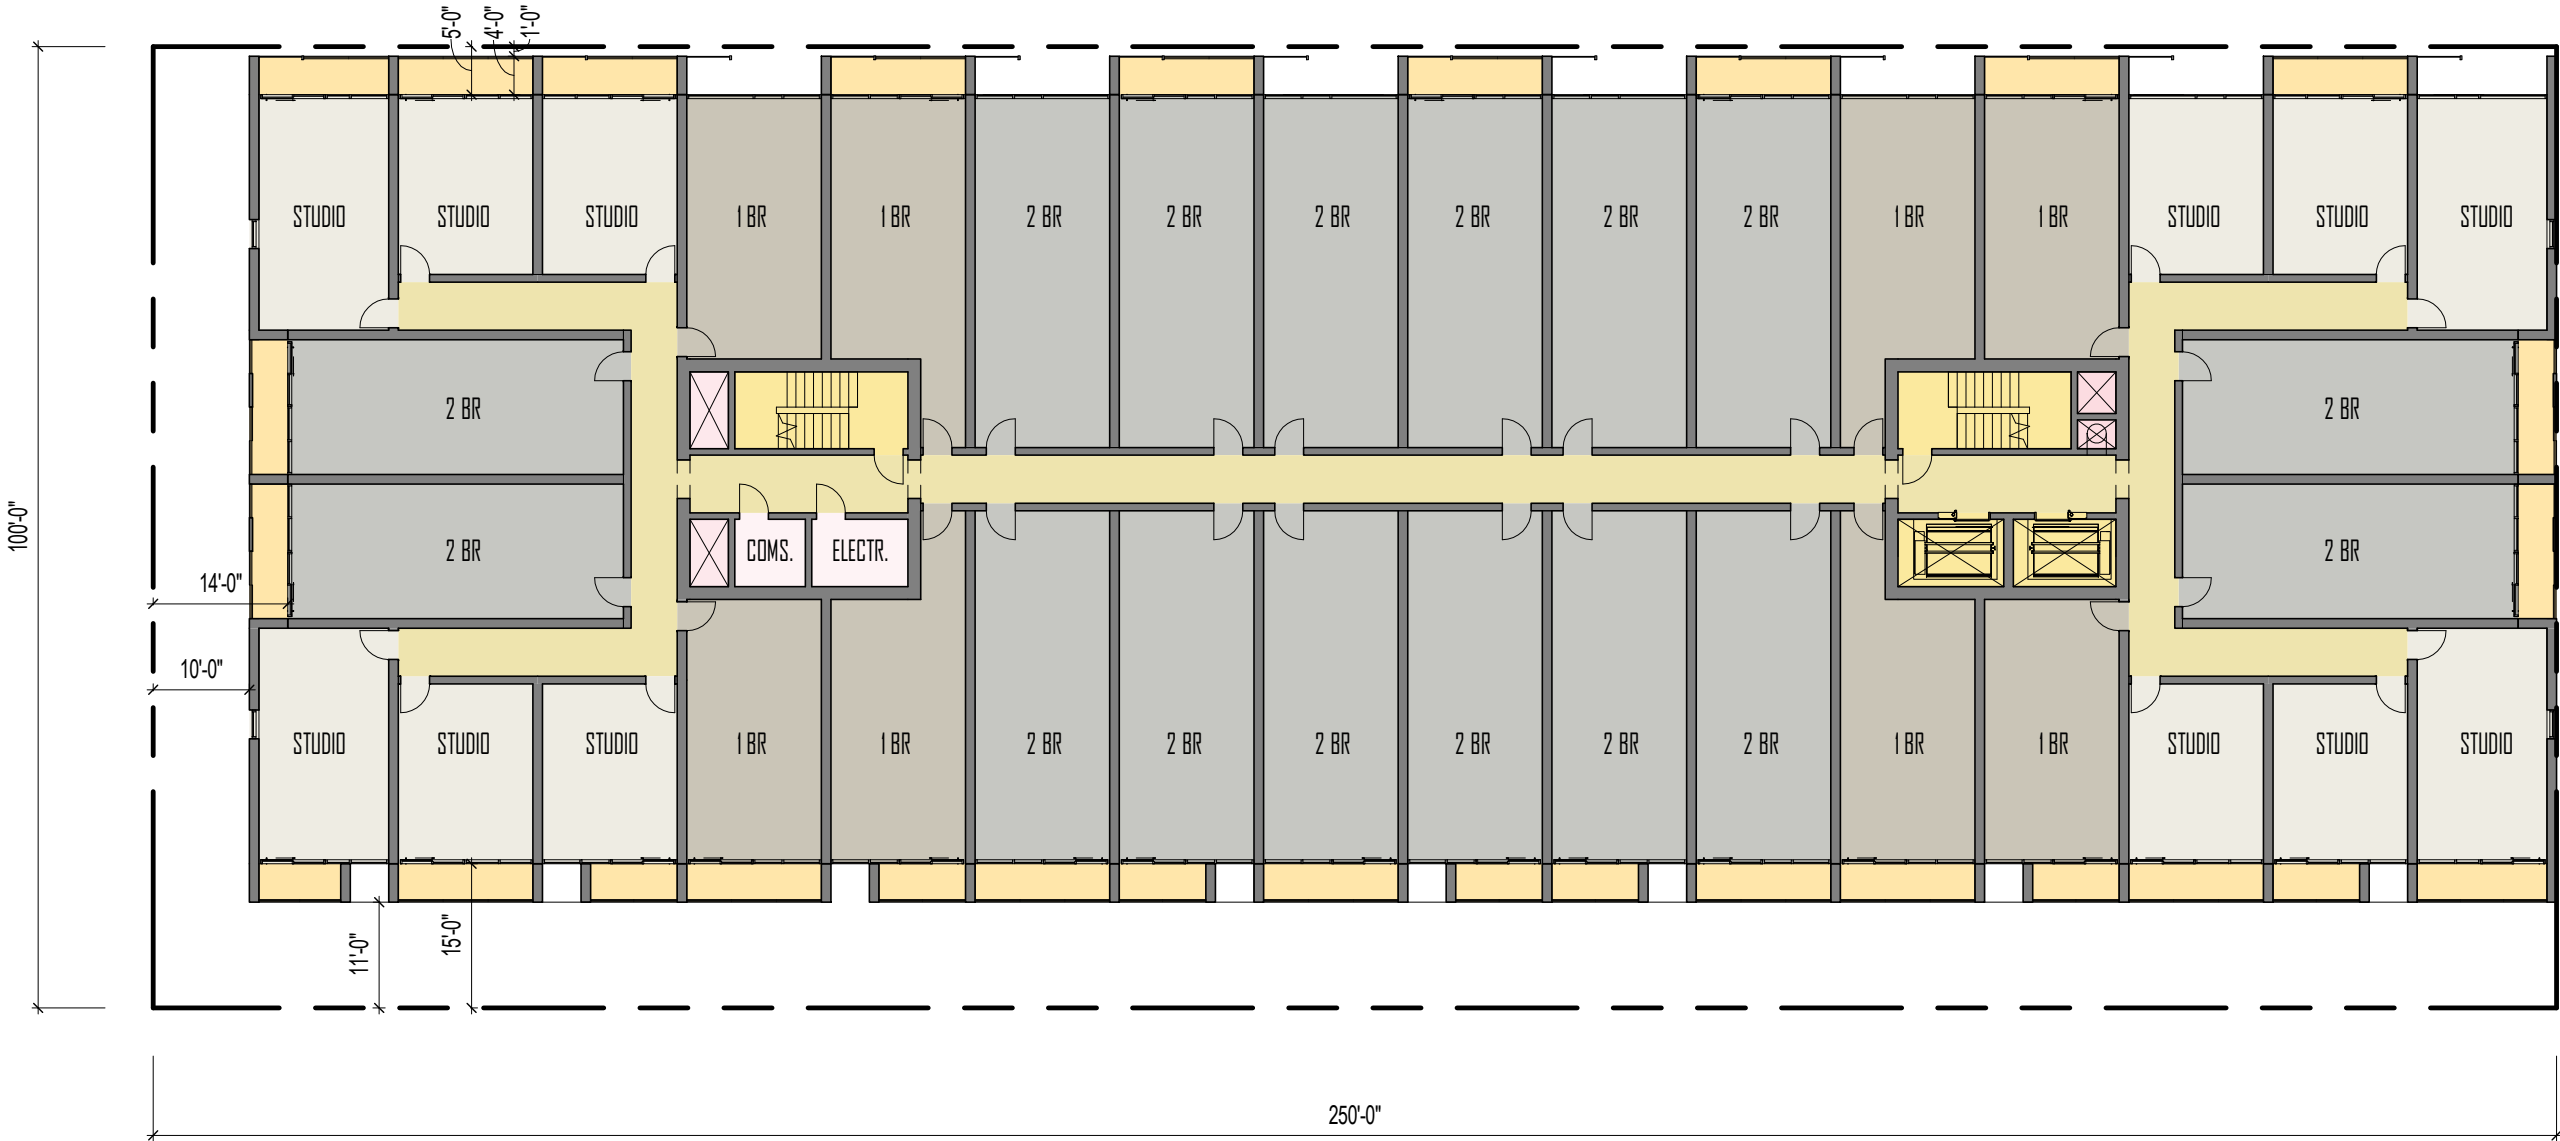 5'-0"
4'-0"
1'-0"
STUDIO STUDIO STUDIO 1 BR 1 BR 2 BR 2 BR 2 BR 2 BR 2 BR 2 BR 1 BR 1 BR STUDIO STUDIO STUDIO
2 BR 2 BR
100'-0"
2 BR COMS. ELECTR. 2 BR
14'-0"
10'-0"
STUDIO STUDIO STUDIO 1 BR 1 BR 2 BR 2 BR 2 BR 2 BR 2 BR 2 BR 1 BR 1 BR STUDIO STUDIO STUDIO
11'-0"
15'-0"
250'-0"